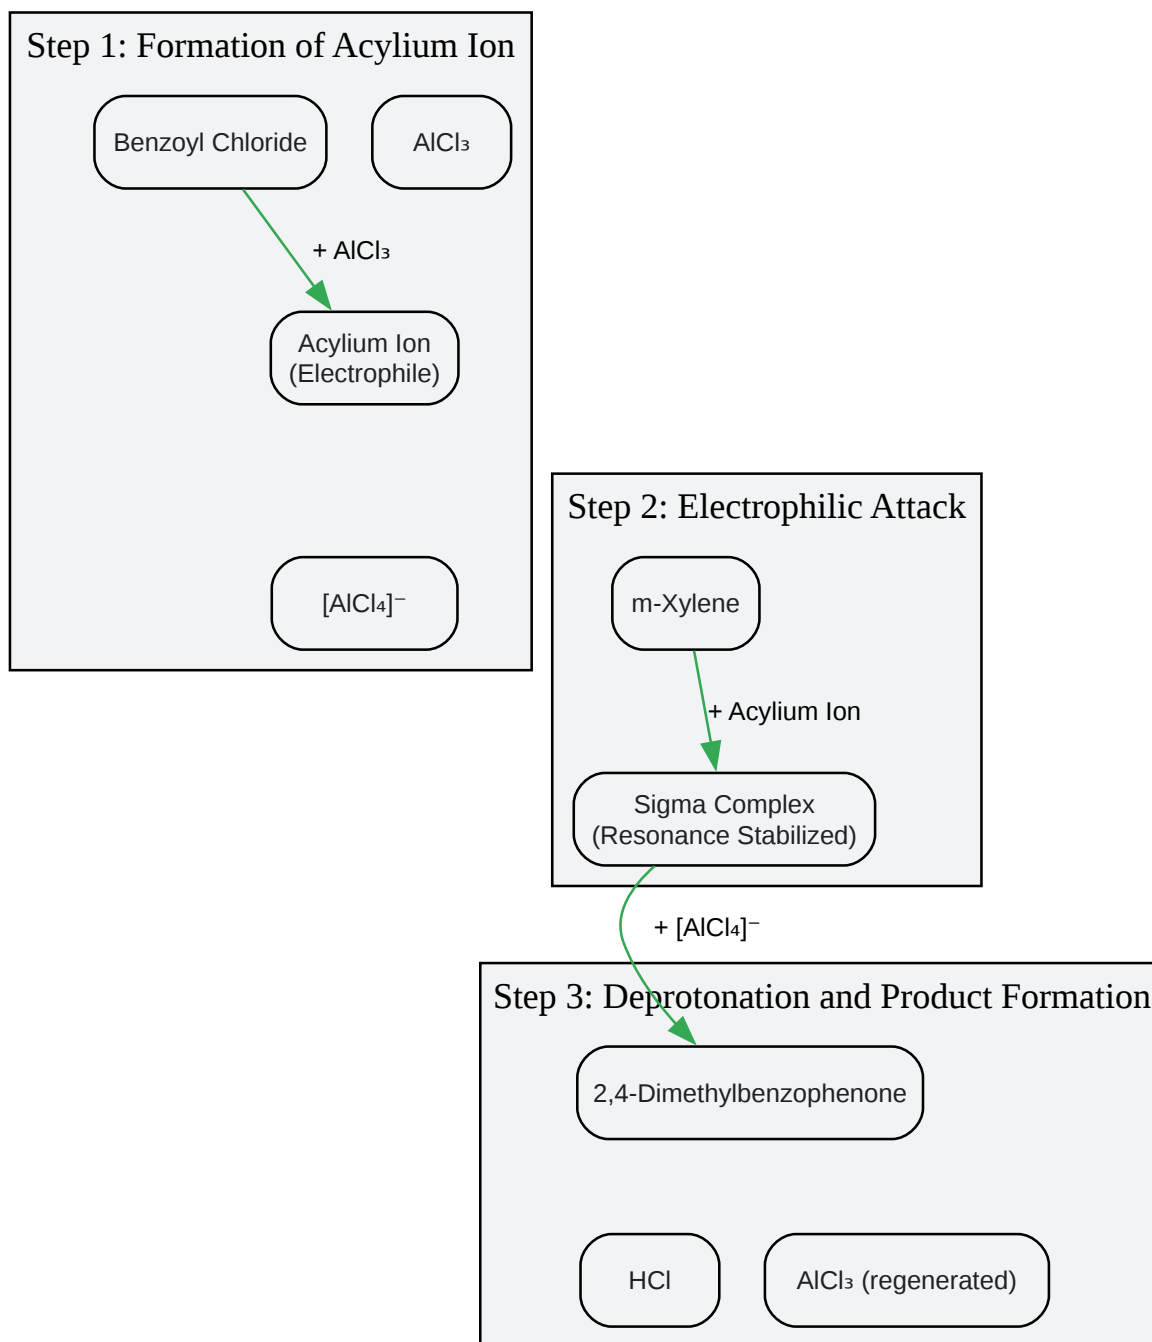 Step 1: Formation of Acylium Ion
Benzoyl Chloride
AlCl₃
+ AlCl₃
Acylium Ion
(Electrophile)
[AlCl₄]⁻
Step 2: Electrophilic Attack
m-Xylene
+ Acylium Ion
Sigma Complex
(Resonance Stabilized)
+ [AlCl₄]⁻
Step 3: Deprotonation and Product Formation
2,4-Dimethylbenzophenone
HCl
AlCl₃ (regenerated)